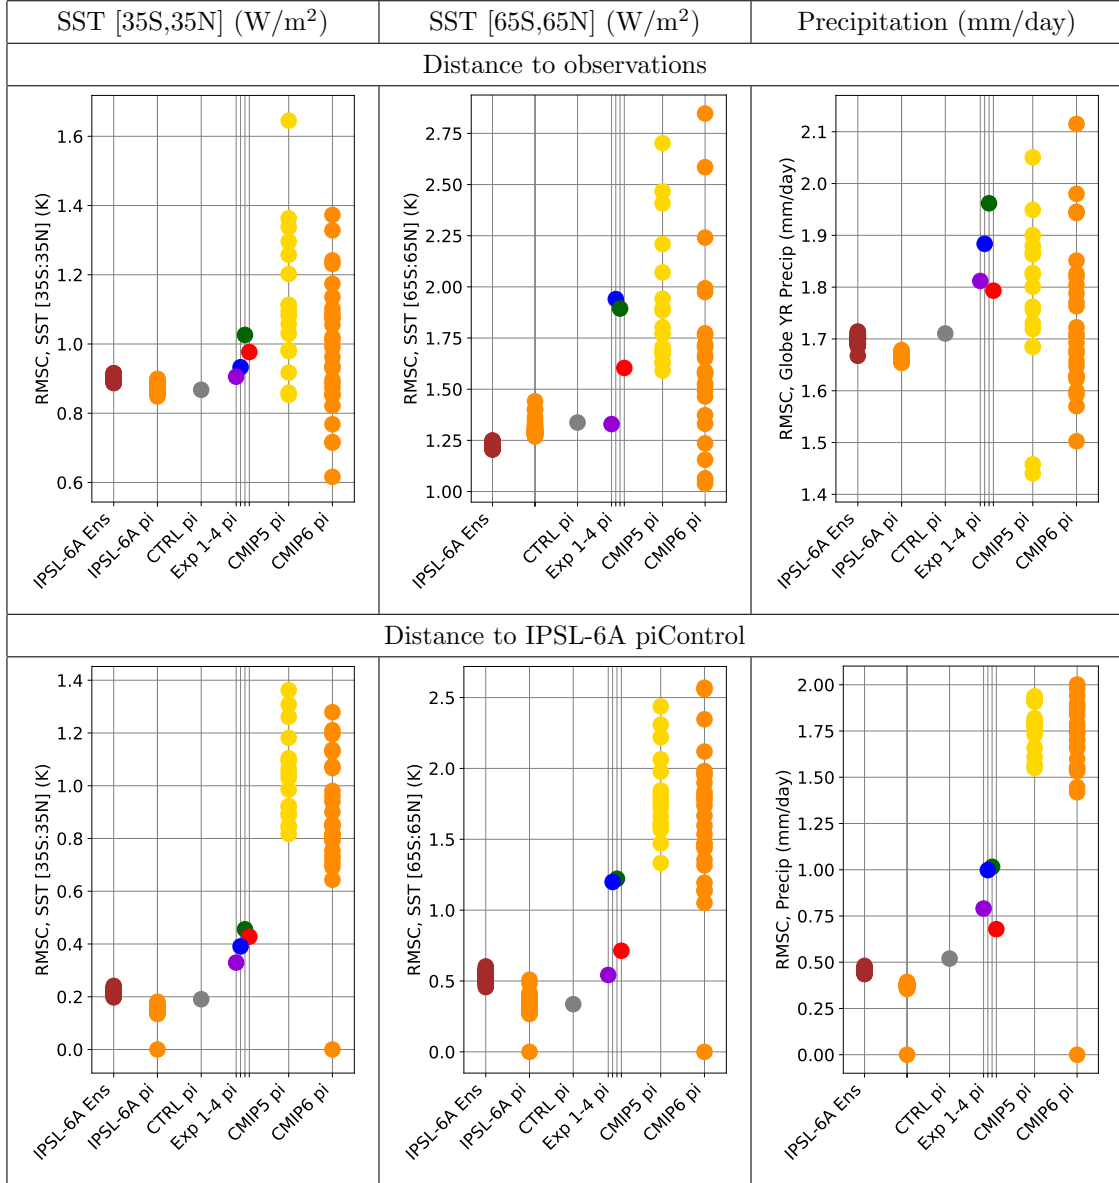 SST [35S,35N] (W/m²) SST [65S,65N] (W/m²) Precipitation (mm/day)
Distance to observations
RMSC, SST [35S:35N] (K)
1.6
1.4
1.2
1.0
0.8
0.6
IPSL-6A Ens
IPSL-6A pi
CTRL pi
Exp 1-4 pi
CMIP5 pi
CMIP6 pi
RMSC, SST [65S:65N] (K)
2.75
2.50
2.25
2.00
1.75
1.50
1.25
1.00
IPSL-6A Ens
CTRL pi
Exp 1-4 pi
CMIP5 pi
CMIP6 pi
RMSC, Globe YR Precip (mm/day)
2.1
2.0
1.9
1.8
1.7
1.6
1.5
1.4
IPSL-6A Ens
IPSL-6A pi
CTRL pi
Exp 1-4 pi
CMIP5 pi
CMIP6 pi
Distance to IPSL-6A piControl
RMSC, SST [35S:35N] (K)
1.4
1.2
1.0
0.8
0.6
0.4
0.2
0.0
IPSL-6A Ens
IPSL-6A pi
CTRL pi
Exp 1-4 pi
CMIP5 pi
CMIP6 pi
RMSC, SST [65S:65N] (K)
2.5
2.0
1.5
1.0
0.5
0.0
IPSL-6A Ens
IPSL-6A pi
CTRL pi
Exp 1-4 pi
CMIP5 pi
CMIP6 pi
RMSC, Precip (mm/day)
2.00
1.75
1.50
1.25
1.00
0.75
0.50
0.25
0.00
IPSL-6A Ens
CTRL pi
Exp 1-4 pi
CMIP5 pi
CMIP6 pi